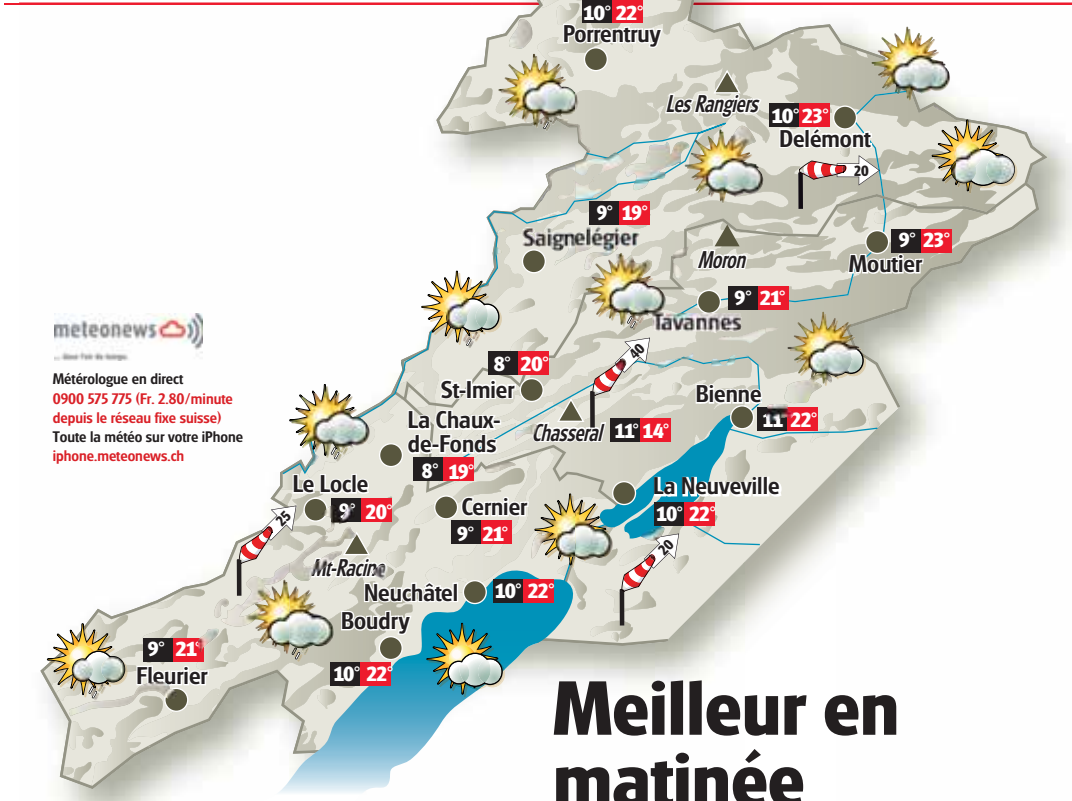 10° 22°
Porrentruy
Les Rangiers
10° 23°
Delémont
20
9° 19°
Saignelégier
Moron
9° 23°
Moutier
9° 21°
Tavannes
meteonews
... dans l'air du temps.
Métérologue en direct
0900 575 775 (Fr. 2.80/minute
depuis le réseau fixe suisse)
Toute la météo sur votre iPhone
iphone.meteonews.ch
40
8° 20°
St-Imier
Bienne
11° 22°
La Chaux-
de-Fonds
8° 19°
Chasseral 11° 14°
Le Locle
9° 20°
Cernier
9° 21°
La Neuveville
10° 22°
25
Mt-Racine
20
Neuchâtel 10° 22°
Boudry
10° 22°
9° 21°
Fleurier
Meilleur en
matinée